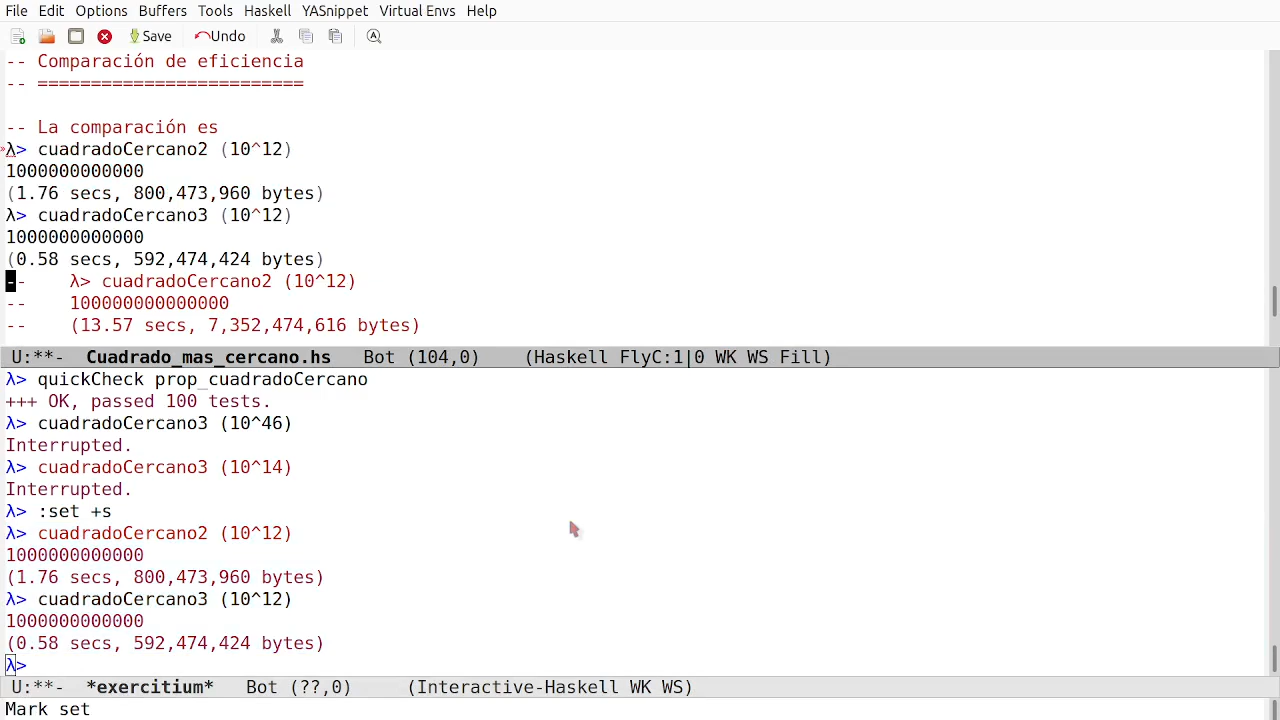 File Edit Options Buffers Tools Haskell YASnippet Virtual Envs Help
Save Undo
-- Comparación de eficiencia
-- =========================
-- La comparación es
λ> cuadradoCercano2 (10^12)
1000000000000
(1.76 secs, 800,473,960 bytes)
λ> cuadradoCercano3 (10^12)
1000000000000
(0.58 secs, 592,474,424 bytes)
--    λ> cuadradoCercano2 (10^12)
--    100000000000000
--    (13.57 secs, 7,352,474,616 bytes)
U:**-  Cuadrado_mas_cercano.hs   Bot (104,0)    (Haskell FlyC:1|0 WK WS Fill)
λ> quickCheck prop_cuadradoCercano
+++ OK, passed 100 tests.
λ> cuadradoCercano3 (10^46)
Interrupted.
λ> cuadradoCercano3 (10^14)
Interrupted.
λ> :set +s
λ> cuadradoCercano2 (10^12)
1000000000000
(1.76 secs, 800,473,960 bytes)
λ> cuadradoCercano3 (10^12)
1000000000000
(0.58 secs, 592,474,424 bytes)
λ>
U:**-  *exercitium*   Bot (??,0)     (Interactive-Haskell WK WS)
Mark set